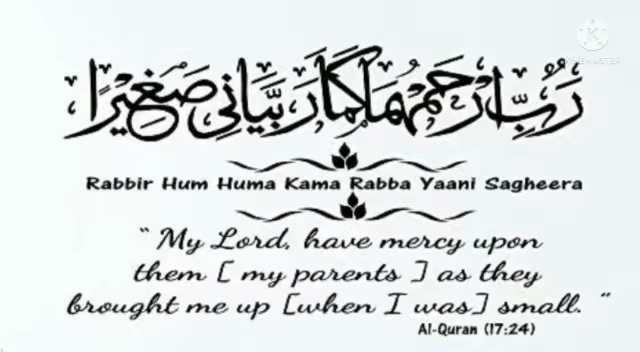 رَبُّ ارْحَمْهُمَا كَمَا رَبَّيَانِي صَغِيرًا
Rabbir Hum Huma Kama Rabba Yaani Sagheera
“ My Lord, have mercy upon
them [ my parents ] as they
brought me up [when I was] small. ”
Al-Quran (17:24)